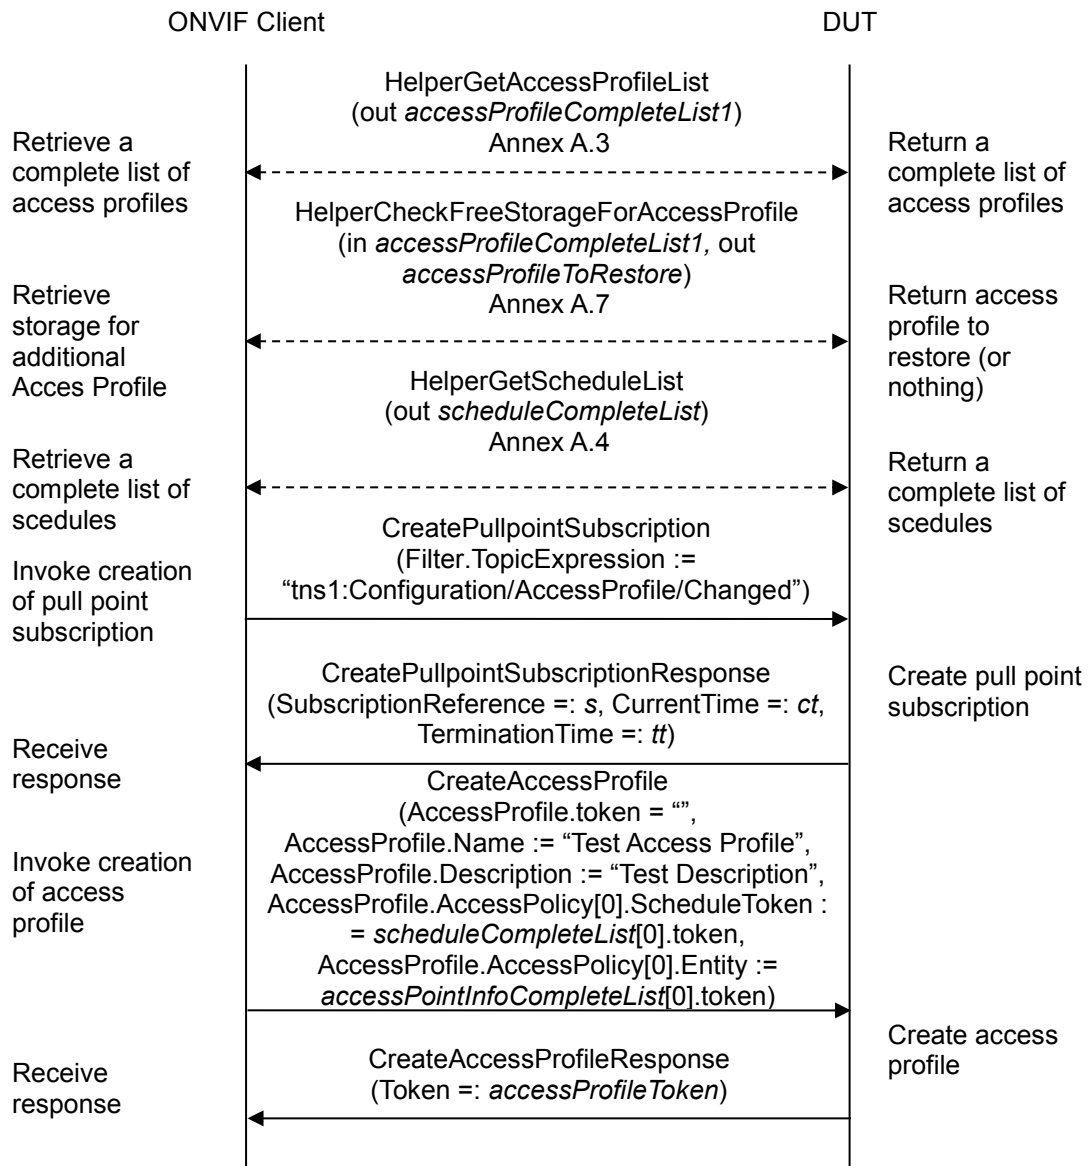 ONVIF Client
DUT
HelperGetAccessProfileList
(out accessProfileCompleteList1)
Annex A.3
Retrieve a
complete list of
access profiles
Return a
complete list of
access profiles
HelperCheckFreeStorageForAccessProfile
(in accessProfileCompleteList1, out
accessProfileToRestore)
Annex A.7
Retrieve
storage for
additional
Acces Profile
Return access
profile to
restore (or
nothing)
HelperGetScheduleList
(out scheduleCompleteList)
Annex A.4
Retrieve a
complete list of
scedules
Return a
complete list of
scedules
CreatePullpointSubscription
(Filter.TopicExpression :=
“tns1:Configuration/AccessProfile/Changed”)
Invoke creation
of pull point
subscription
CreatePullpointSubscriptionResponse
(SubscriptionReference =: s, CurrentTime =: ct,
TerminationTime =: tt)
Create pull point
subscription
Receive
response
CreateAccessProfile
(AccessProfile.token = “”,
AccessProfile.Name := “Test Access Profile”,
AccessProfile.Description := “Test Description”,
AccessProfile.AccessPolicy[0].ScheduleToken :
= scheduleCompleteList[0].token,
AccessProfile.AccessPolicy[0].Entity :=
accessPointInfoCompleteList[0].token)
Invoke creation
of access
profile
Create access
profile
CreateAccessProfileResponse
(Token =: accessProfileToken)
Receive
response